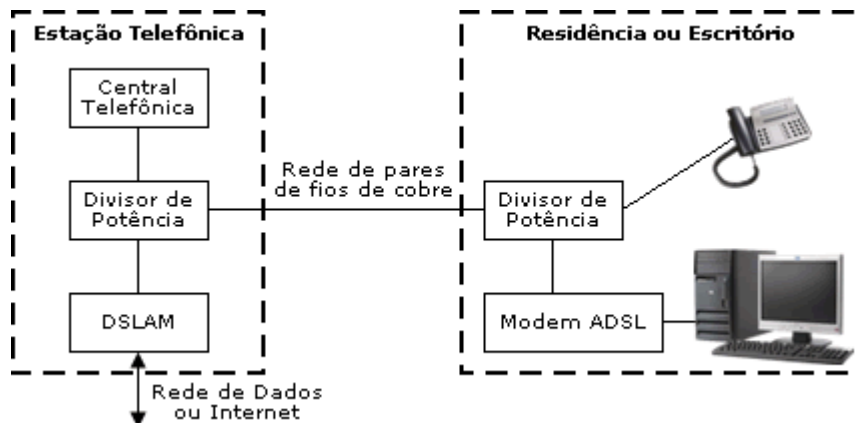 Estação Telefônica
Residência ou Escritório
Central
Telefônica
Rede de pares
de fios de cobre
Divisor de
Potência
Divisor de
Potência
DSLAM
Modem ADSL
Rede de Dados
ou Internet